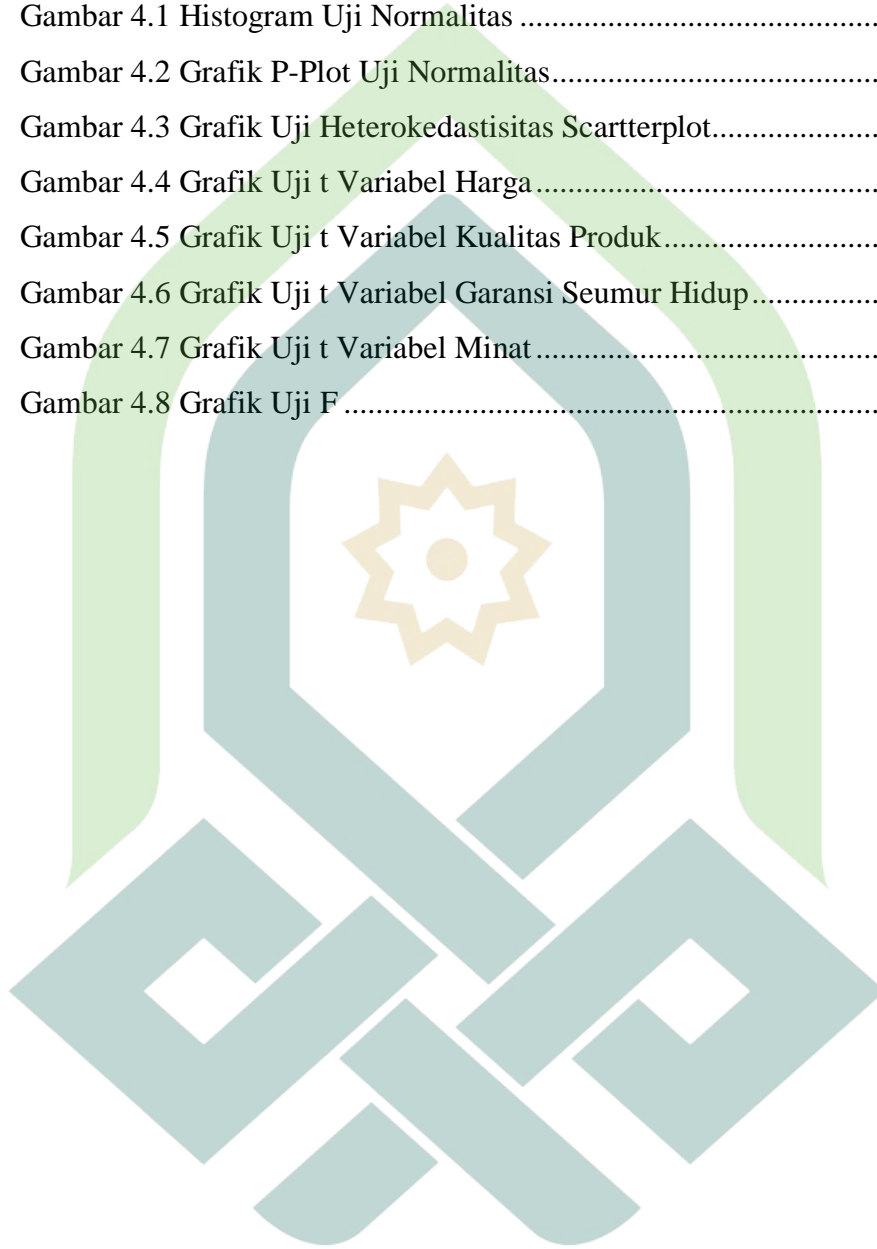 Gambar 4.1 Histogram Uji Normalitas ........................................................
Gambar 4.2 Grafik P-Plot Uji Normalitas....................................................
Gambar 4.3 Grafik Uji Heterokedastisitas Scartterplot...........................
Gambar 4.4 Grafik Uji t Variabel Harga.......................................................
Gambar 4.5 Grafik Uji t Variabel Kualitas Produk..................................
Gambar 4.6 Grafik Uji t Variabel Garansi Seumur Hidup.....................
Gambar 4.7 Grafik Uji t Variabel Minat.......................................................
Gambar 4.8 Grafik Uji F ...................................................................................